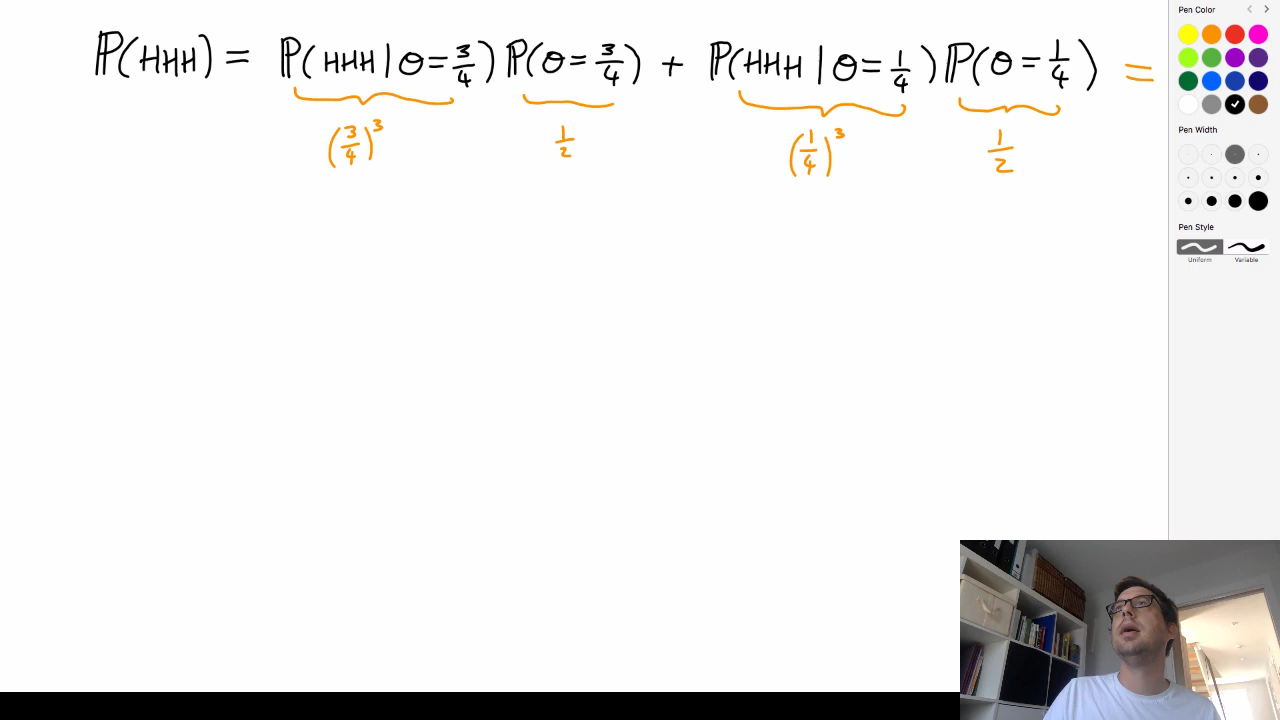 ℙ(HHH) = ℙ(HHH | θ = 3/4) ℙ(θ = 3/4) + ℙ(HHH | θ = 1/4) ℙ(θ = 1/4) =
(3/4)³ 1/2 (1/4)³ 1/2
Pen Color
Pen Width
Pen Style
Uniform Variable